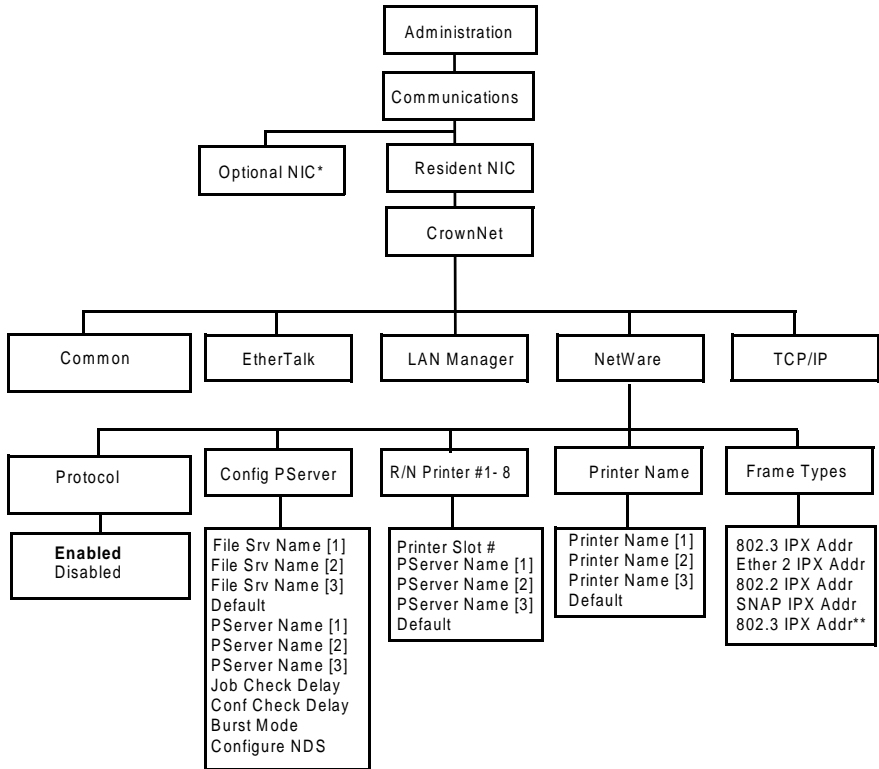 Administration
Communications
Optional NIC*
Resident NIC
CrownNet
Common
EtherTalk
LAN Manager
NetWare
TCP/IP
Protocol
Config PServer
R/N Printer #1- 8
Printer Name
Frame Types
Enabled
Disabled
File Srv Name [1]
File Srv Name [2]
File Srv Name [3]
Default
PServer Name [1]
PServer Name [2]
PServer Name [3]
Job Check Delay
Conf Check Delay
Burst Mode
Configure NDS
Printer Slot #
PServer Name [1]
PServer Name [2]
PServer Name [3]
Default
Printer Name [1]
Printer Name [2]
Printer Name [3]
Default
802.3 IPX Addr
Ether 2 IPX Addr
802.2 IPX Addr
SNAP IPX Addr
802.3 IPX Addr**